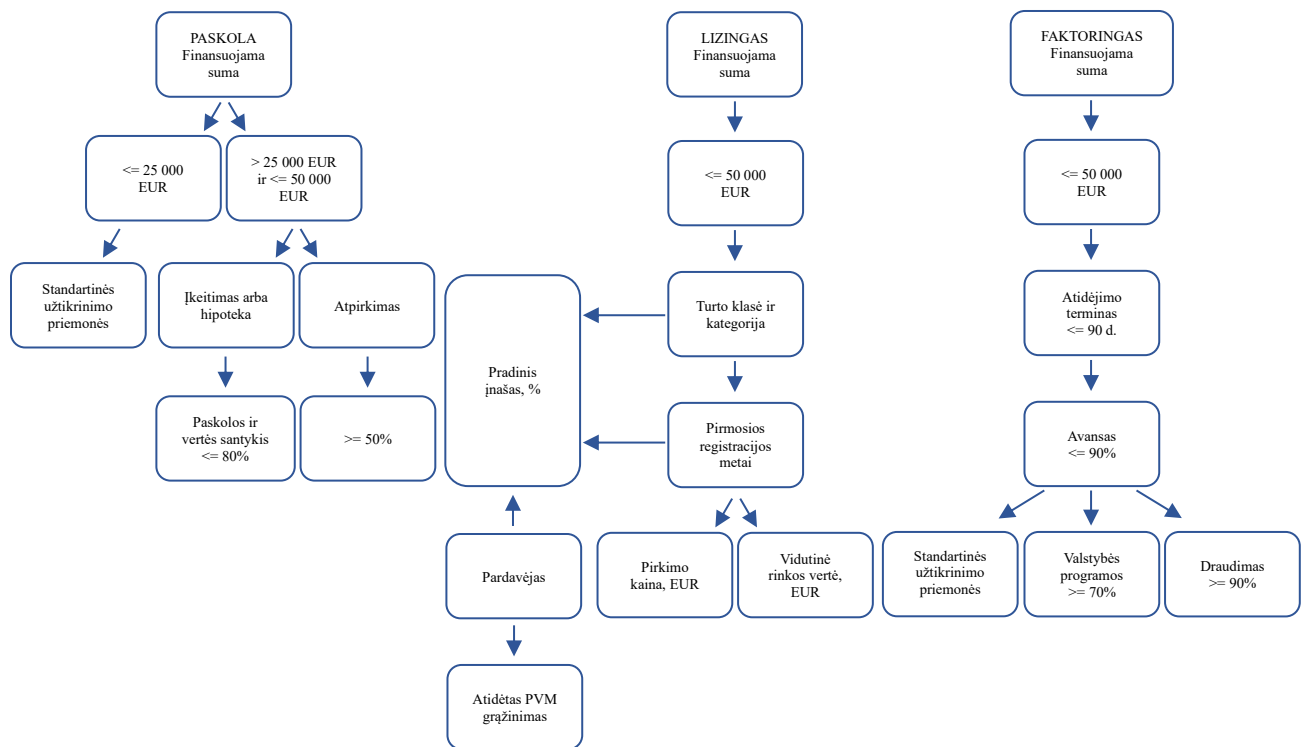 PASKOLA
Finansuojama
suma
LIZINGAS
Finansuojama
suma
FAKTORINGAS
Finansuojama
suma
<= 25 000
EUR
> 25 000 EUR
ir <= 50 000
EUR
<= 50 000
EUR
<= 50 000
EUR
Standartinės
užtikrinimo
priemonės
Įkeitimas arba
hipoteka
Atpirkimas
Pradinis
įnašas, %
Turto klasė ir
kategorija
Atidėjimo
terminas
<= 90 d.
Paskolos ir
vertės santykis
<= 80%
>= 50%
Pirmosios
registracijos
metai
Avansas
<= 90%
Pardavėjas
Pirkimo
kaina, EUR
Vidutinė
rinkos vertė,
EUR
Standartinės
užtikrinimo
priemonės
Valstybės
programos
>= 70%
Draudimas
>= 90%
Atidėtas PVM
grąžinimas